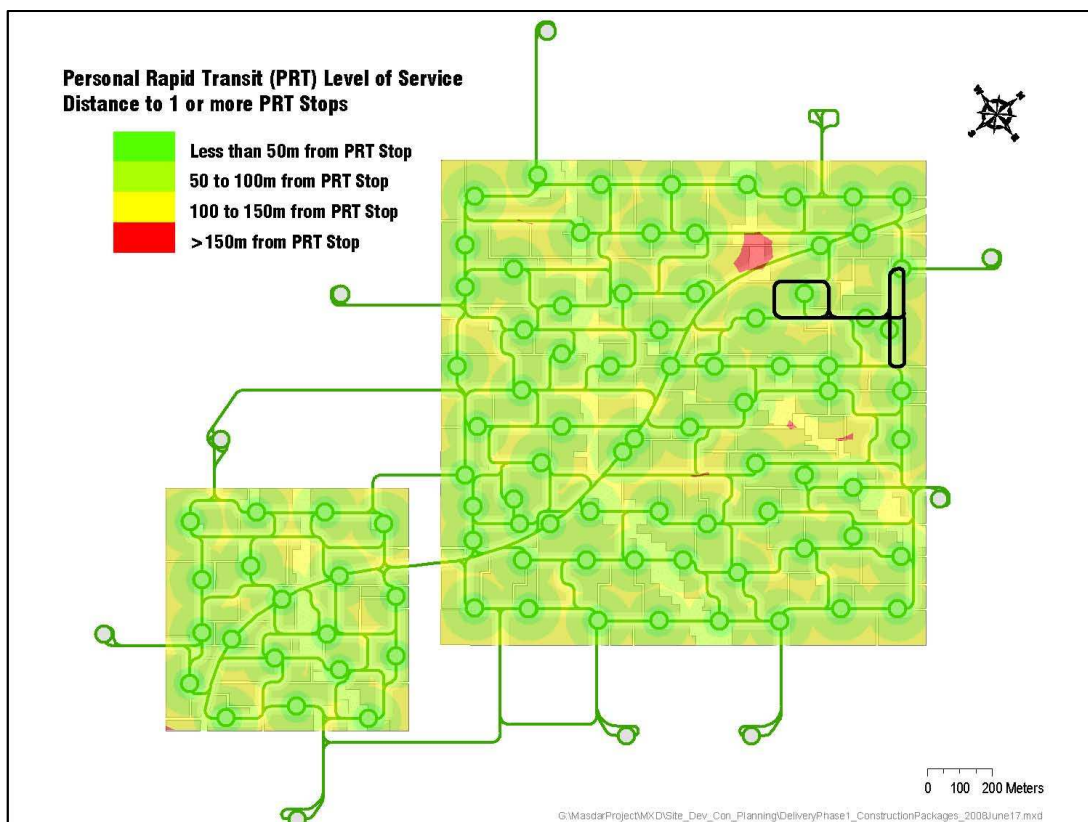 Personal Rapid Transit (PRT) Level of Service
Distance to 1 or more PRT Stops
Less than 50m from PRT Stop
50 to 100m from PRT Stop
100 to 150m from PRT Stop
>150m from PRT Stop
0 100 200 Meters
G:\MasdarProject\MXD\Site_Dev_Con_Planning\DeliveryPhase1_ConstructionPackages_2008June17.mxd